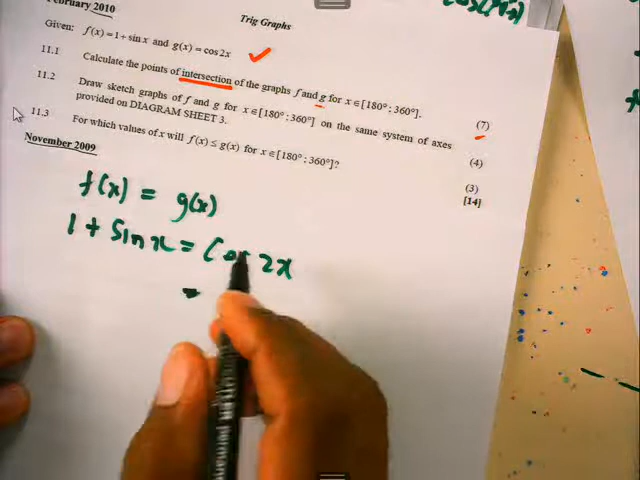 February 2010
Trig Graphs
Given: f(x) = 1 + sin x and g(x) = cos 2x
11.1 Calculate the points of intersection of the graphs f and g for x ∈ [180° ; 360°]. (7)
11.2 Draw sketch graphs of f and g for x ∈ [180° ; 360°] on the same system of axes
provided on DIAGRAM SHEET 3. (4)
11.3 For which values of x will f(x) ≤ g(x) for x ∈ [180° ; 360°]? (3)
[14]
November 2009
f(x) = g(x)
1 + Sin x = Cos 2x